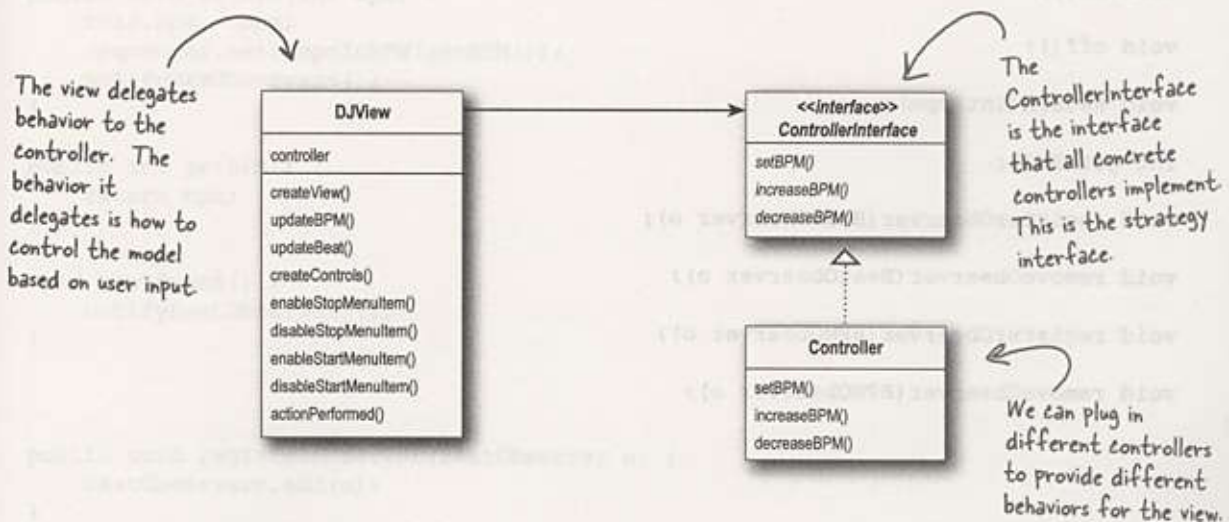 The view delegates
behavior to the
controller. The
behavior it
delegates is how to
control the model
based on user input.
DJView
controller
createView()
updateBPM()
updateBeat()
createControls()
enableStopMenuItem()
disableStopMenuItem()
enableStartMenuItem()
disableStartMenuItem()
actionPerformed()
<<interface>>
ControllerInterface
setBPM()
increaseBPM()
decreaseBPM()
The
ControllerInterface
is the interface
that all concrete
controllers implement.
This is the strategy
interface.
Controller
setBPM()
increaseBPM()
decreaseBPM()
We can plug in
different controllers
to provide different
behaviors for the view.